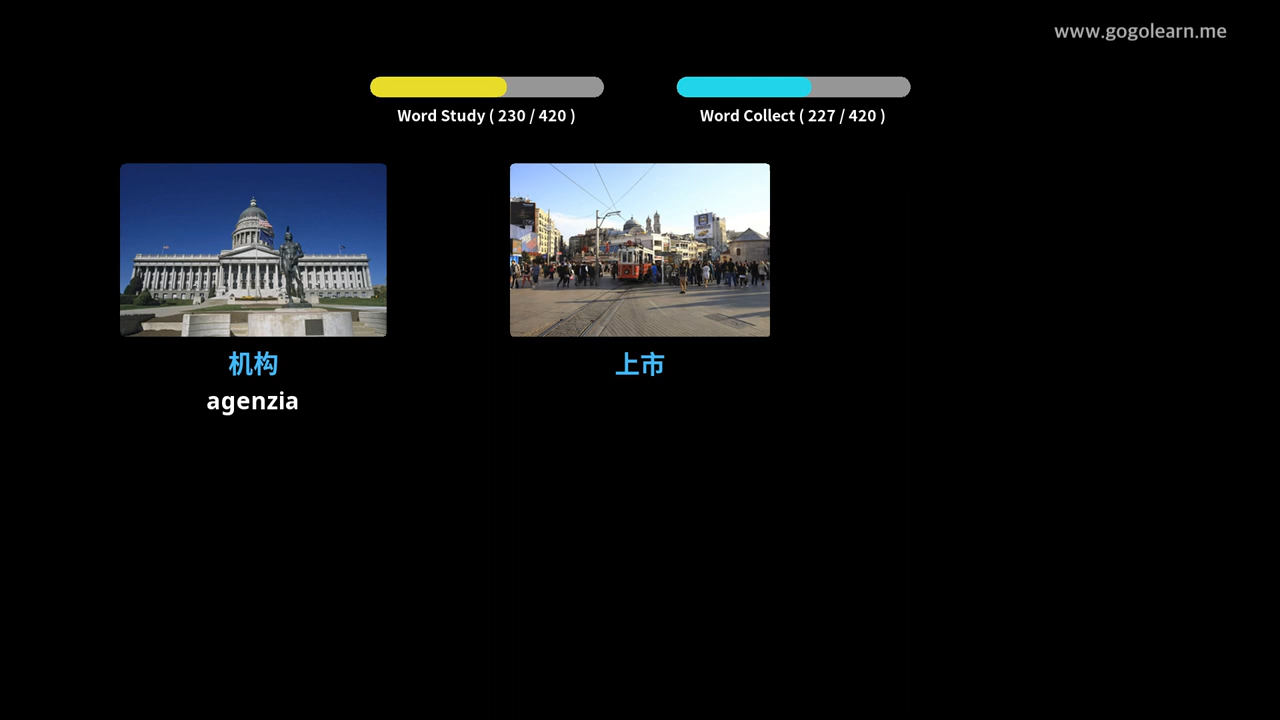 www.gogolearn.me
Word Study ( 230 / 420 )
Word Collect ( 227 / 420 )
机构
agenzia
上市